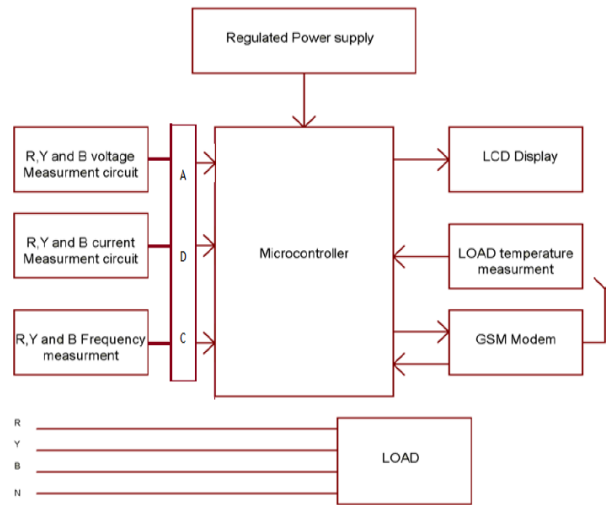 Regulated Power supply
R,Y and B voltage
Measurment circuit
A
LCD Display
R,Y and B current
Measurment circuit
D
Microcontroller
LOAD temperature
measurment
R,Y and B Frequency
measurment
C
GSM Modem
R
Y
B
N
LOAD